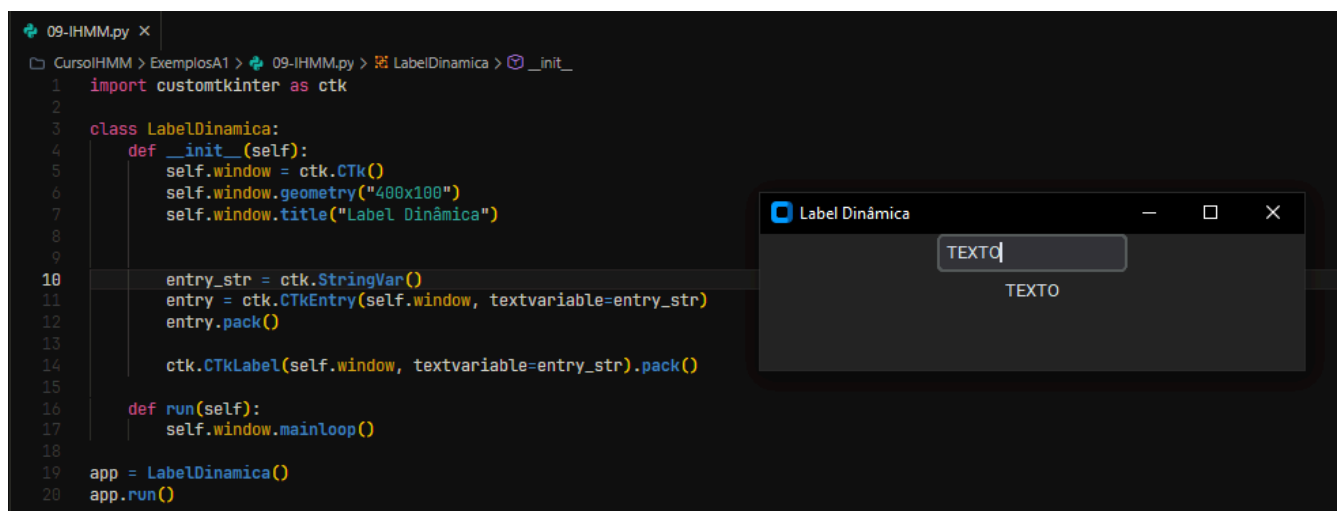 09-IHMM.py ×
CursoIHMM > ExemplosA1 > 09-IHMM.py > LabelDinamica > __init__
1 import customtkinter as ctk
2
3 class LabelDinamica:
4     def __init__(self):
5         self.window = ctk.CTk()
6         self.window.geometry("400x100")
7         self.window.title("Label Dinâmica")
8
9
10         entry_str = ctk.StringVar()
11         entry = ctk.CTkEntry(self.window, textvariable=entry_str)
12         entry.pack()
13
14         ctk.CTkLabel(self.window, textvariable=entry_str).pack()
15
16     def run(self):
17         self.window.mainloop()
18
19 app = LabelDinamica()
20 app.run()
Label Dinâmica
TEXTO
TEXTO